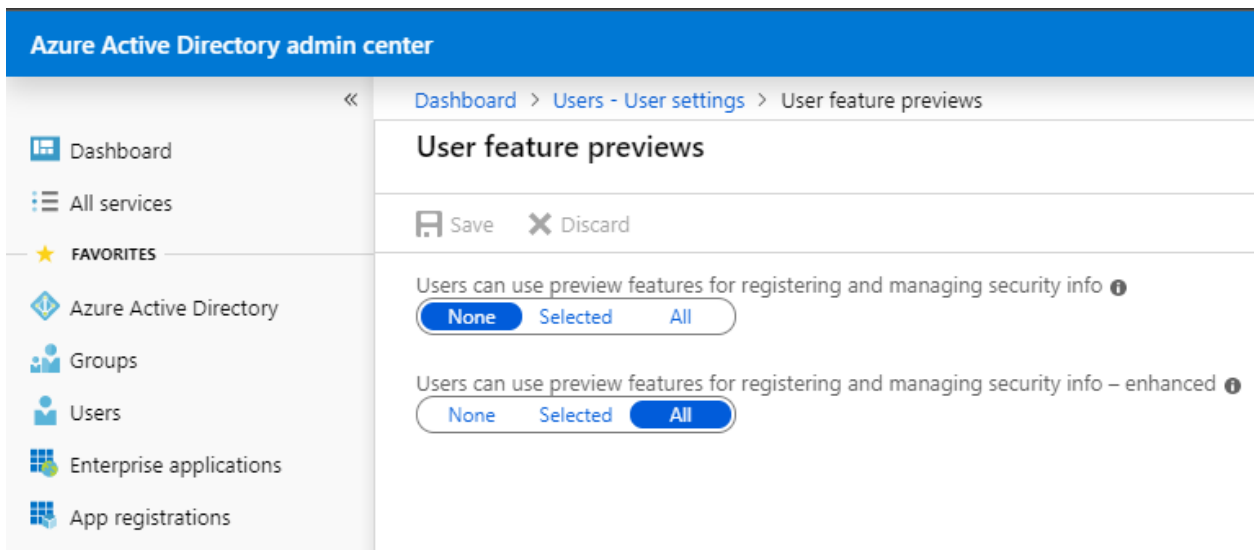 Azure Active Directory admin center
«
Dashboard > Users - User settings > User feature previews
User feature previews
Dashboard
All services
FAVORITES
Azure Active Directory
Groups
Users
Enterprise applications
App registrations
Save Discard
Users can use preview features for registering and managing security info
None Selected All
Users can use preview features for registering and managing security info – enhanced
None Selected All